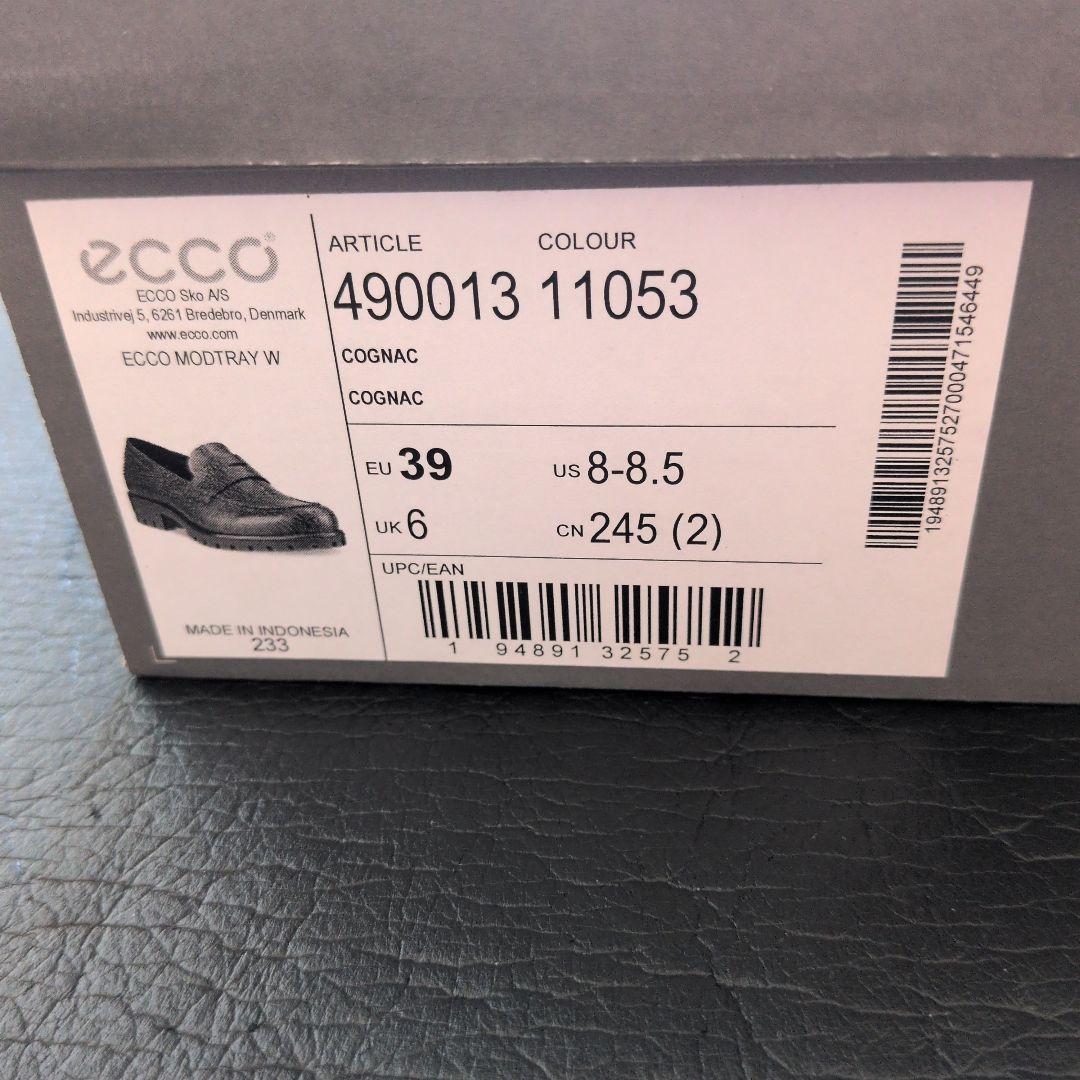 ecco®
ECCO Sko A/S
Industrivej 5, 6261 Bredebro, Denmark
www.ecco.com
ECCO MODTRAY W
MADE IN INDONESIA
233
ARTICLE COLOUR
490013 11053
COGNAC
COGNAC
EU 39 US 8-8.5
UK 6 CN 245 (2)
UPC/EAN
1 94891 32575 2
1948913257527000471546449